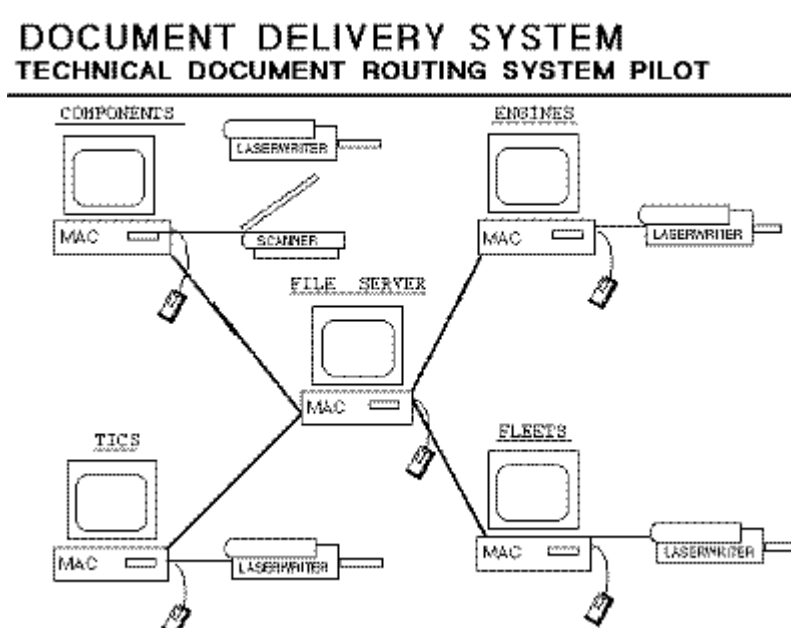 DOCUMENT DELIVERY SYSTEM
TECHNICAL DOCUMENT ROUTING SYSTEM PILOT
COMPONENTS
LASERWRITER
MAC
SCANNER
ENGINES
MAC
LASERWRITER
FILE SERVER
MAC
TICS
MAC
LASERWRITER
FLEETS
MAC
LASERWRITER